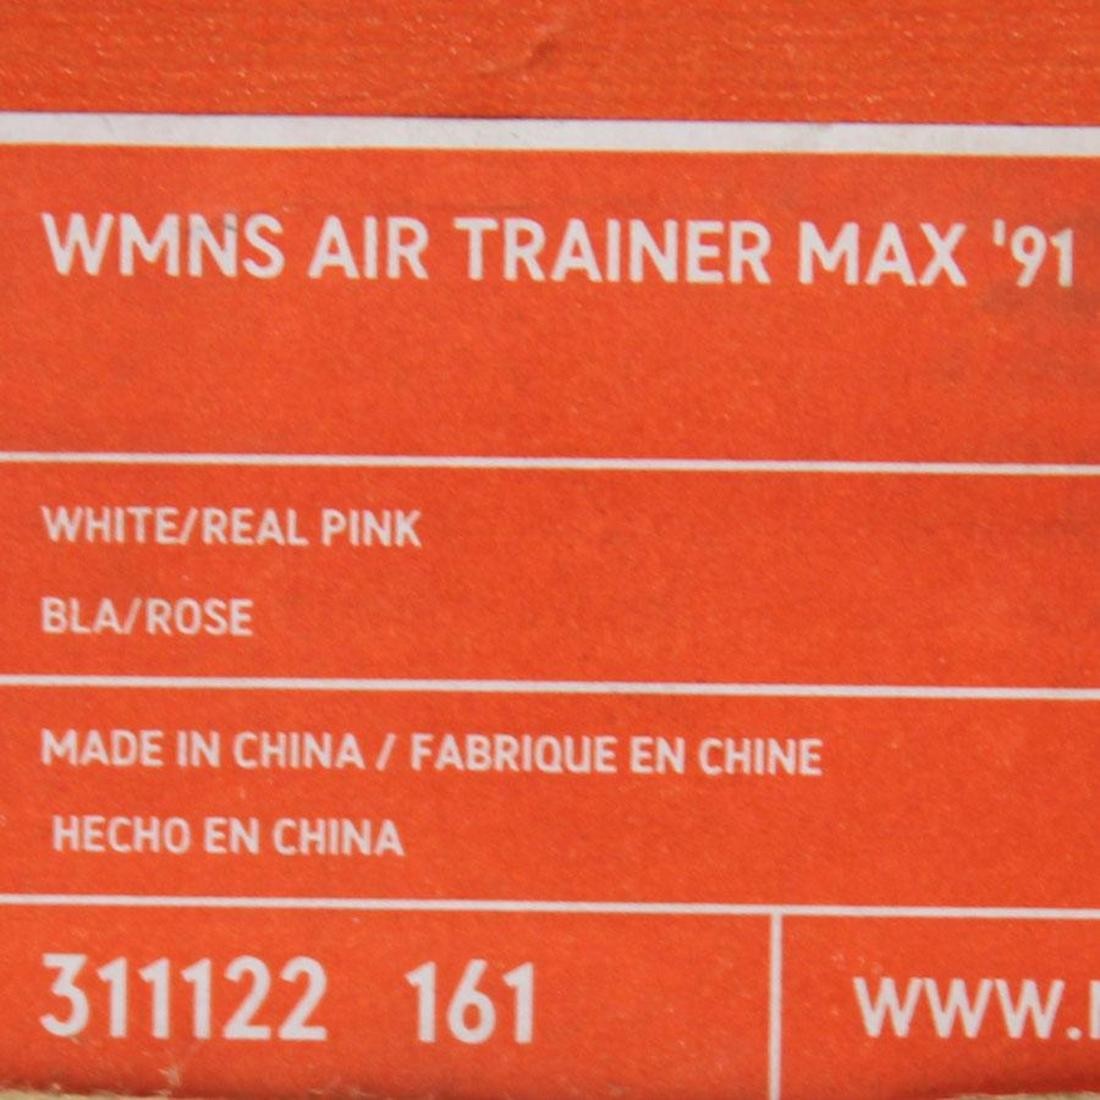 WMNS AIR TRAINER MAX '91
WHITE/REAL PINK
BLA/ROSE
MADE IN CHINA / FABRIQUE EN CHINE
HECHO EN CHINA
311122 161
WWW.